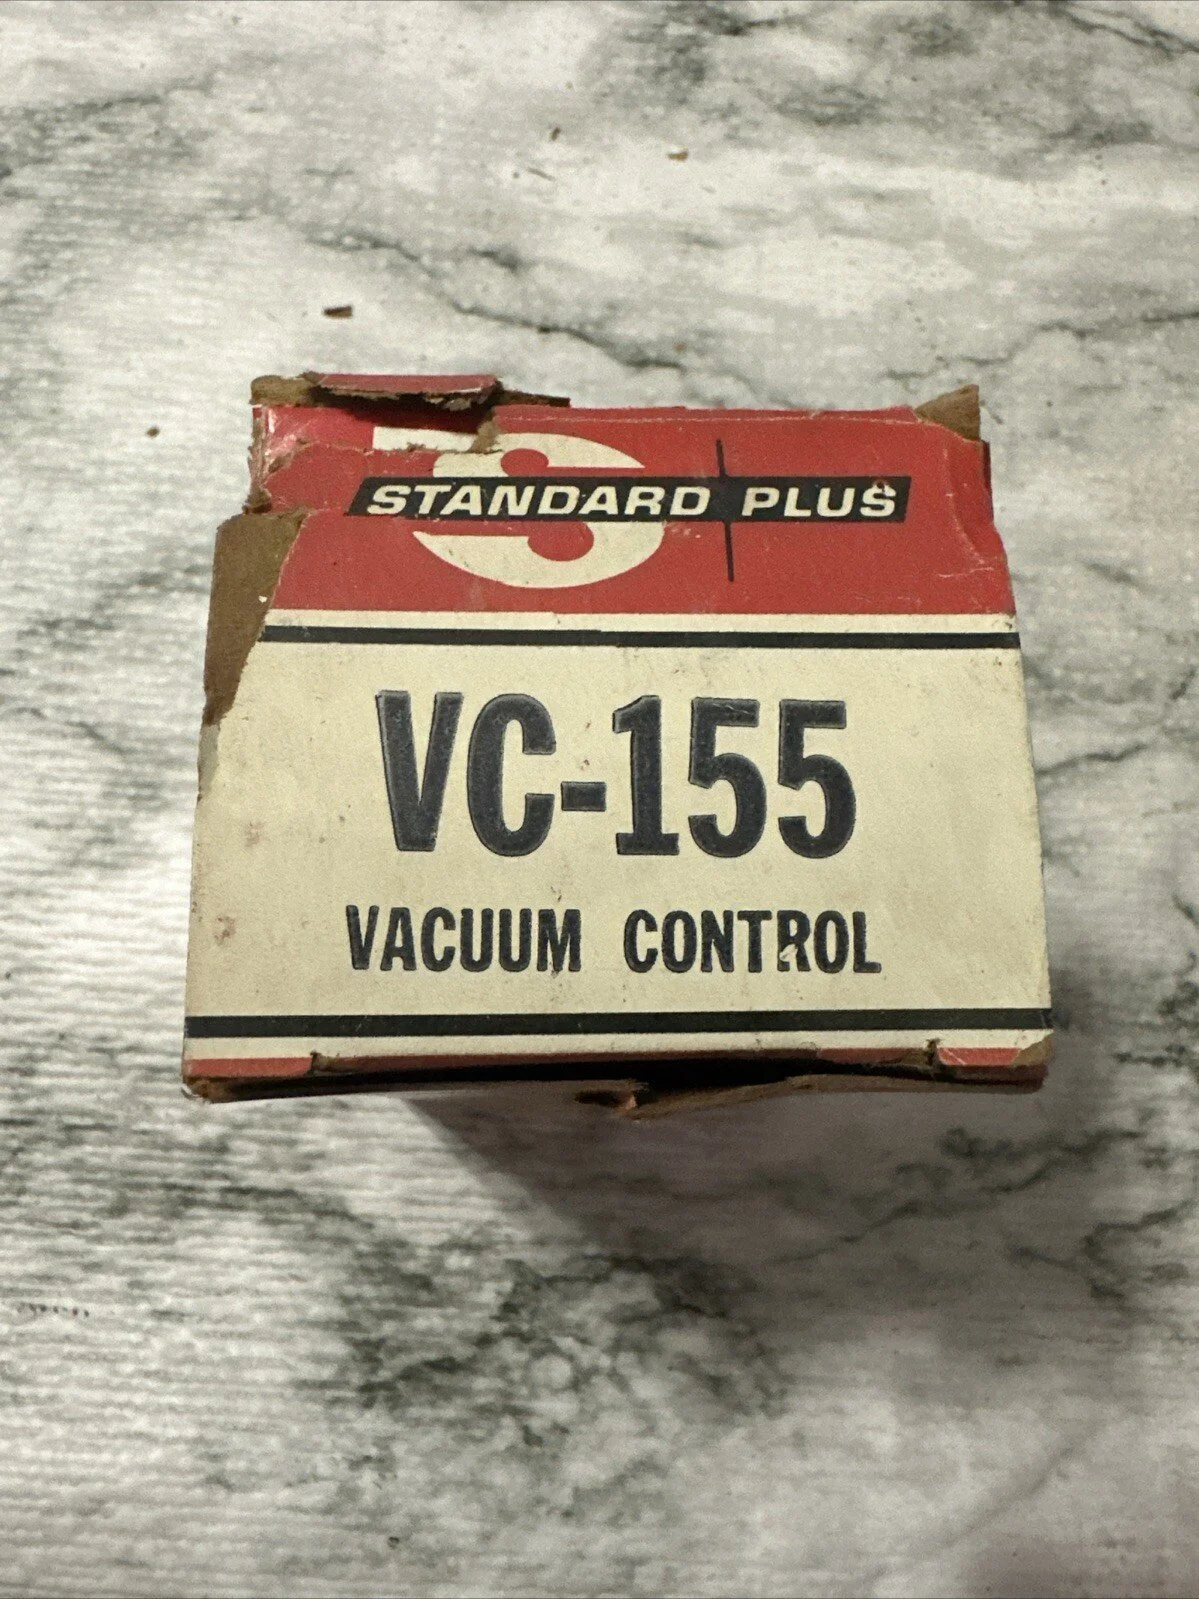 S
STANDARD PLUS
VC-155
VACUUM CONTROL